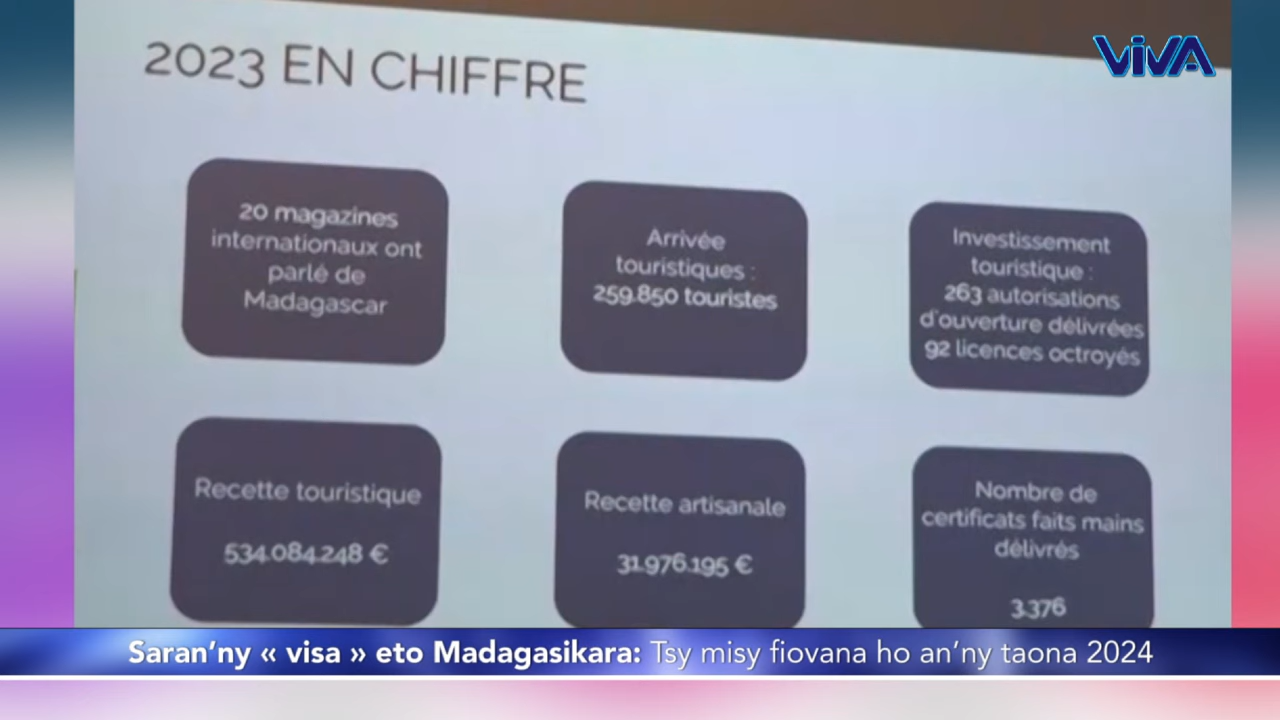 ViVA
2023 EN CHIFFRE
20 magazines
internationaux ont
parlé de
Madagascar
Arrivée
touristiques :
259.850 touristes
Investissement
touristique :
263 autorisations
d'ouverture délivrées
92 licences octroyés
Recette touristique
534.084.248 €
Recette artisanale
31.976.195 €
Nombre de
certificats faits mains
délivrés
3.376
Saran'ny « visa » eto Madagasikara: Tsy misy fiovana ho an'ny taona 2024